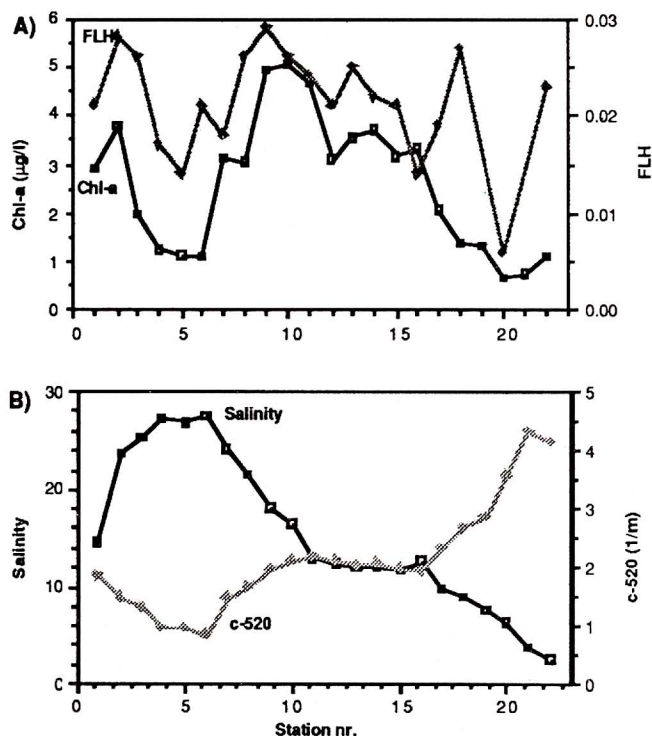 A)
6
5
4
3
2
1
0
Chl-a (µg/l)
FLH
Chl-a
0.03
0.02
0.01
0.00
FLH
0 5 10 15 20
B)
30
20
10
C
Salinity
Salinity
c-520
5
4
3
2
1
0
c-520 (1/m)
0 5 10 15 20
Station nr.